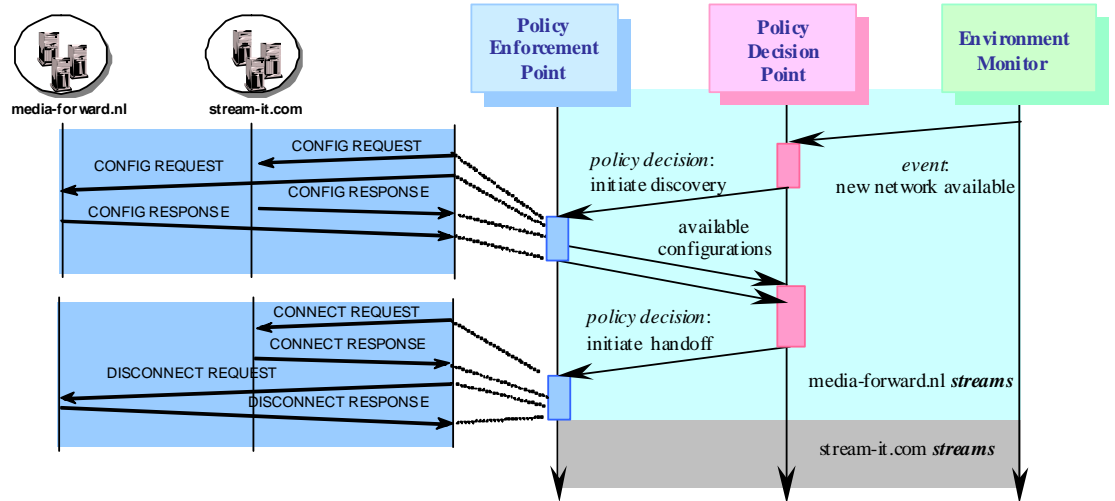 Policy
Enforcement
Point
Policy
Decision
Point
Environment
Monitor
media-forward.nl
stream-it.com
CONFIG REQUEST
CONFIG REQUEST
CONFIG RESPONSE
CONFIG RESPONSE
policy decision:
initiate discovery
event:
new network available
available
configurations
CONNECT REQUEST
CONNECT RESPONSE
DISCONNECT REQUEST
DISCONNECT RESPONSE
policy decision:
initiate handoff
media-forward.nl streams
stream-it.com streams